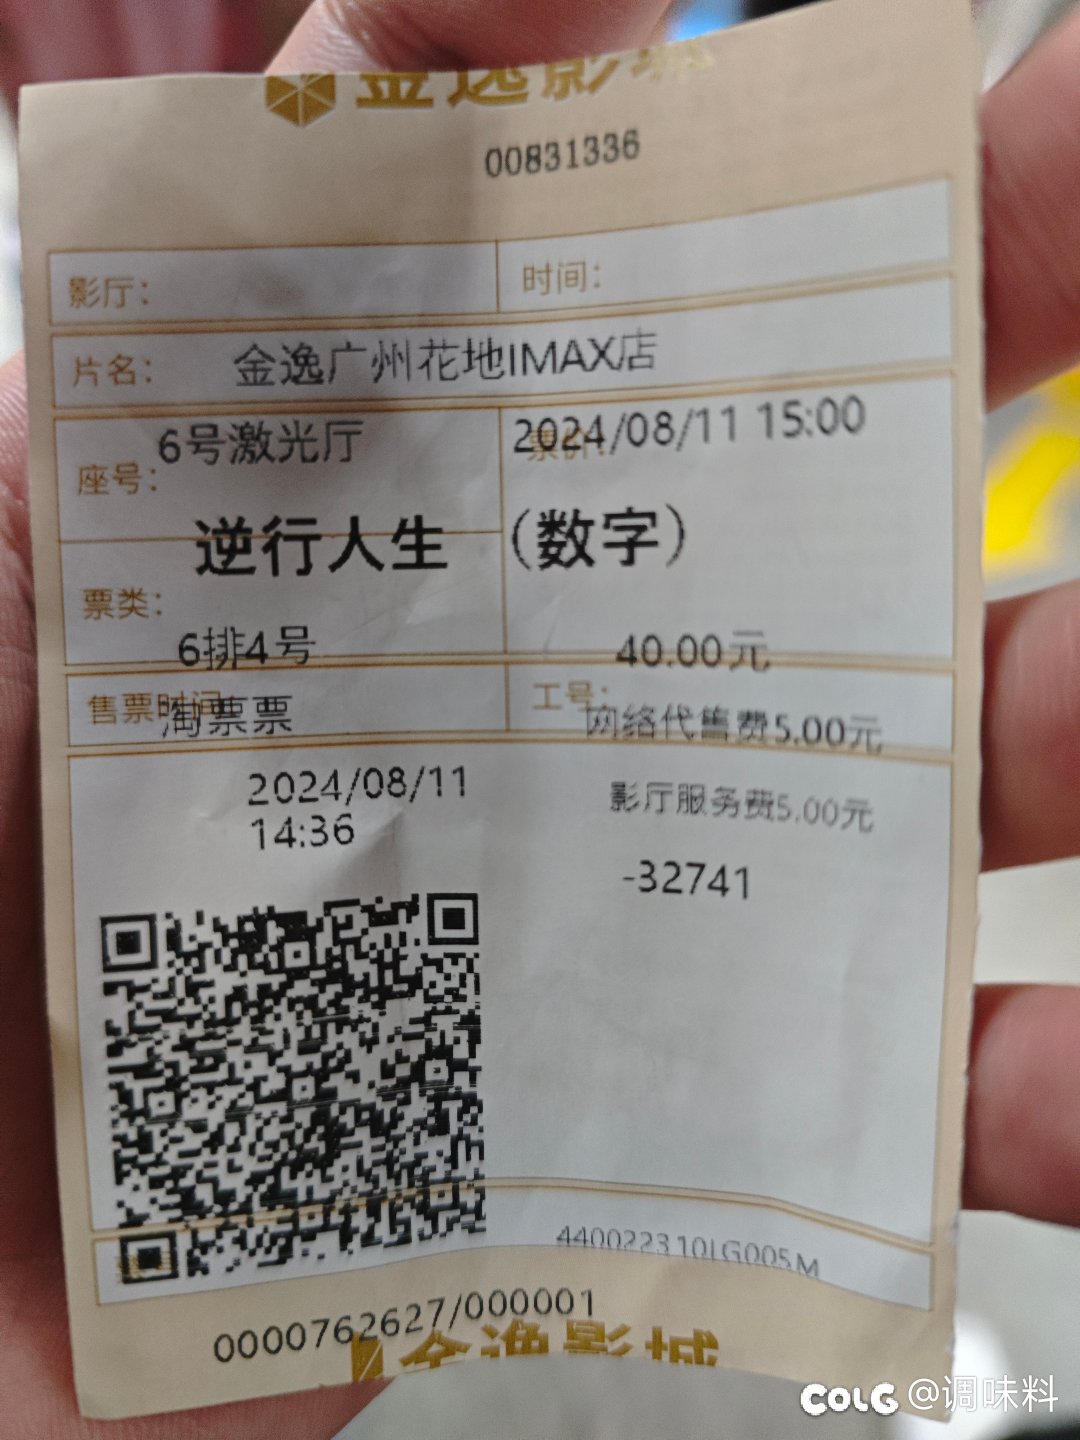 金逸影城
00831336
影厅:
时间:
片名: 金逸广州花地IMAX店
6号激光厅 2024/08/11 15:00
座号: 票价:
逆行人生 (数字)
票类:
6排4号 40.00元
售票时间: 工号:
淘票票 网络代售费5.00元
2024/08/11
14:36
影厅服务费5.00元
-32741
440022310LG005M
0000762627/000001
金逸影城
COLG @调味料